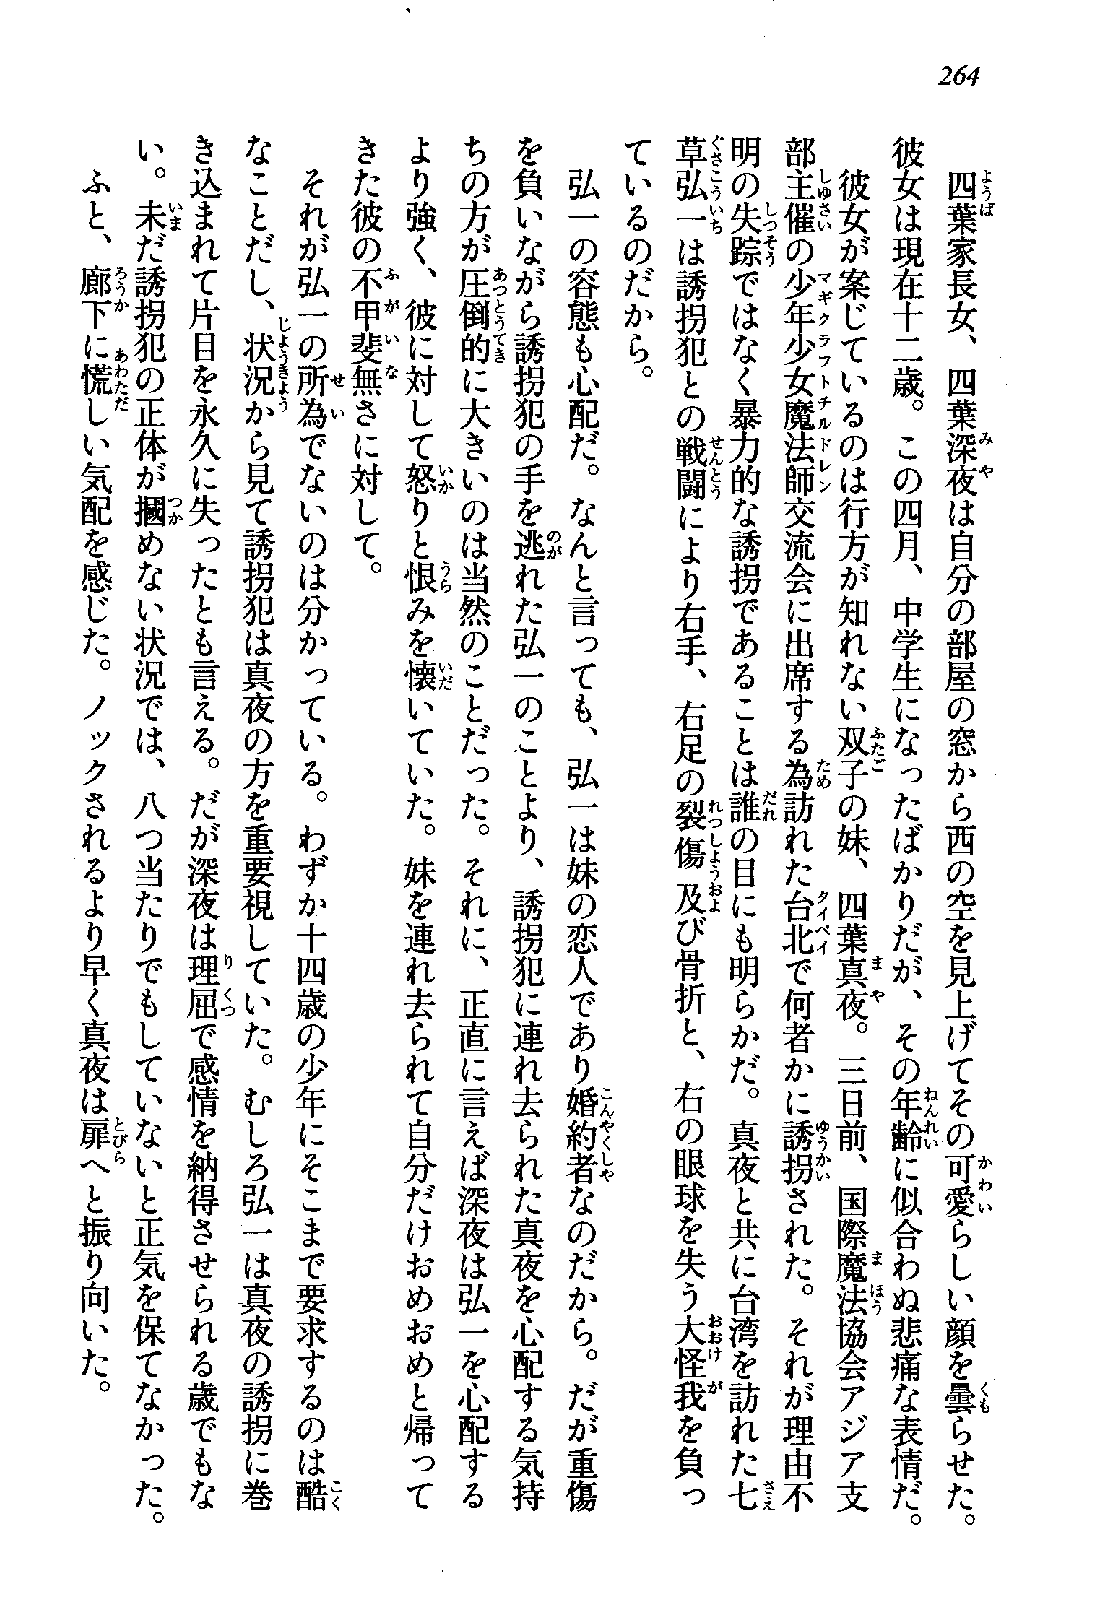 264
四葉家長女、四葉深夜は自分の部屋の窓から西の空を見上げてその可愛らしい顔を曇らせた。
彼女は現在十二歳。この四月、中学生になったばかりだが、その年齢に似合わぬ悲痛な表情だ。
彼女が案じているのは行方が知れない双子の妹、四葉真夜。三日前、国際魔法協会アジア支
部主催の少年少女魔法師交流会に出席する為訪れた台北で何者かに誘拐された。それが理由不
明の失踪ではなく暴力的な誘拐であることは誰の目にも明らかだ。真夜と共に台湾を訪れた七
草弘一は誘拐犯との戦闘により右手、右足の裂傷及び骨折と、右の眼球を失う大怪我を負っ
ているのだから。
弘一の容態も心配だ。なんと言っても、弘一は妹の恋人であり婚約者なのだから。だが重傷
を負いながら誘拐犯の手を逃れた弘一のことより、誘拐犯に連れ去られた真夜を心配する気持
ちの方が圧倒的に大きいのは当然のことだった。それに、正直に言えば深夜は弘一を心配する
より強く、彼に対して怒りと恨みを懐いていた。妹を連れ去られて自分だけおめおめと帰って
きた彼の不甲斐無さに対して。
それが弘一の所為でないのは分かっている。わずか十四歳の少年にそこまで要求するのは酷
なことだし、状況から見て誘拐犯は真夜の方を重要視していた。むしろ弘一は真夜の誘拐に巻
き込まれて片目を永久に失ったとも言える。だが深夜は理屈で感情を納得させられる歳でもな
い。未だ誘拐犯の正体が摑めない状況では、八つ当たりでもしていないと正気を保てなかった。
ふと、廊下に慌しい気配を感じた。ノックされるより早く真夜は扉へと振り向いた。